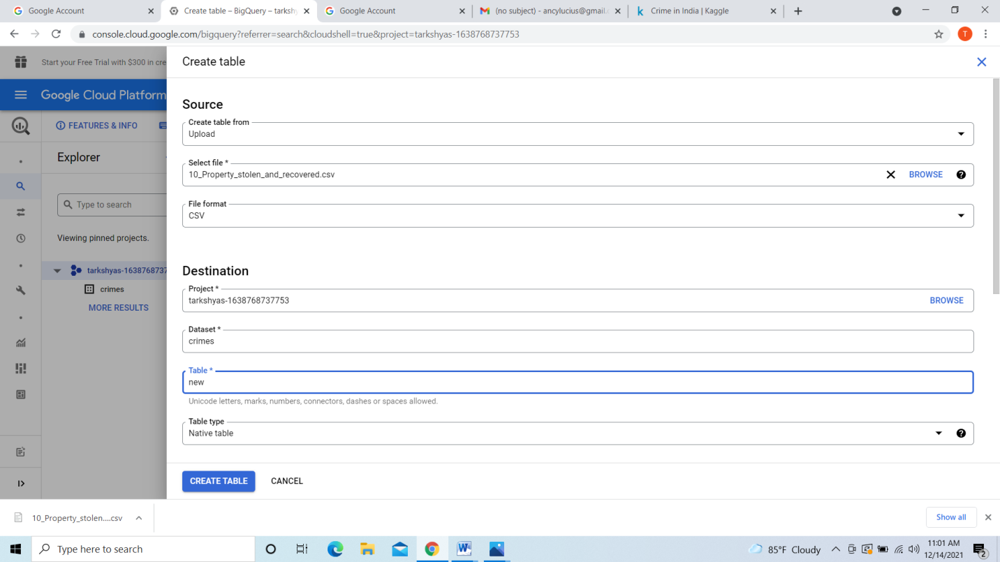 Google Account
Create table – BigQuery – tarkshy
Google Account
(no subject) - ancylucius@gmail.
Crime in India | Kaggle
console.cloud.google.com/bigquery?referrer=search&cloudshell=true&project=tarkshyas-1638768737753
T
Start your Free Trial with $300 in cre
Create table
Google Cloud Platform
FEATURES & INFO
Explorer
Type to search
Viewing pinned projects.
tarkshyas-163876873
crimes
MORE RESULTS
Source
Create table from
Upload
Select file *
10_Property_stolen_and_recovered.csv
BROWSE
File format
CSV
Destination
Project *
tarkshyas-1638768737753
BROWSE
Dataset *
crimes
Table *
new
Unicode letters, marks, numbers, connectors, dashes or spaces allowed.
Table type
Native table
CREATE TABLE
CANCEL
10_Property_stolen....csv
Show all
Type here to search
85°F Cloudy
11:01 AM
12/14/2021
2